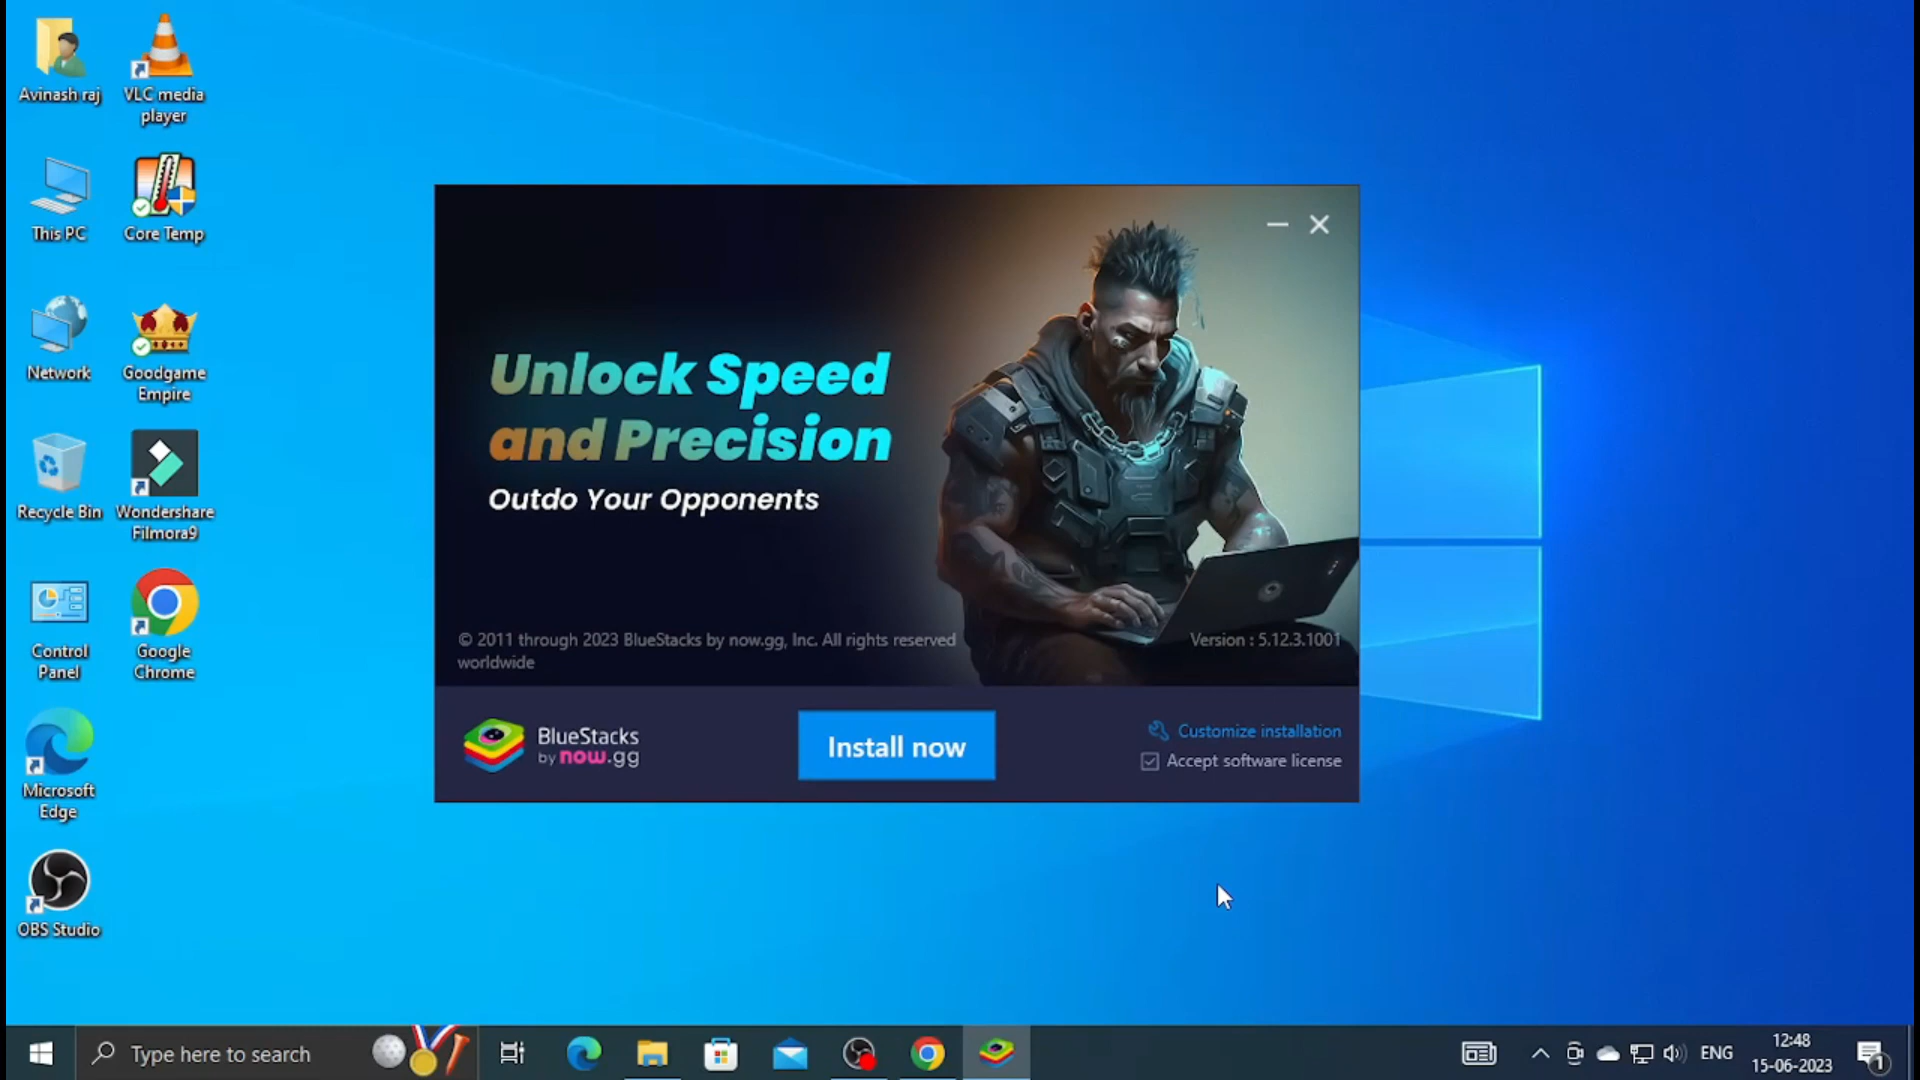 Avinash raj
VLC media
player
This PC
Core Temp
Network
Goodgame
Empire
Recycle Bin
Wondershare
Filmora9
Control
Panel
Google
Chrome
Microsoft
Edge
OBS Studio
Unlock Speed
and Precision
Outdo Your Opponents
© 2011 through 2023 BlueStacks by now.gg, Inc. All rights reserved
worldwide
Version : 5.12.3.1001
BlueStacks
by now.gg
Install now
Customize installation
Accept software license
Type here to search
ENG
12:48
15-06-2023
1